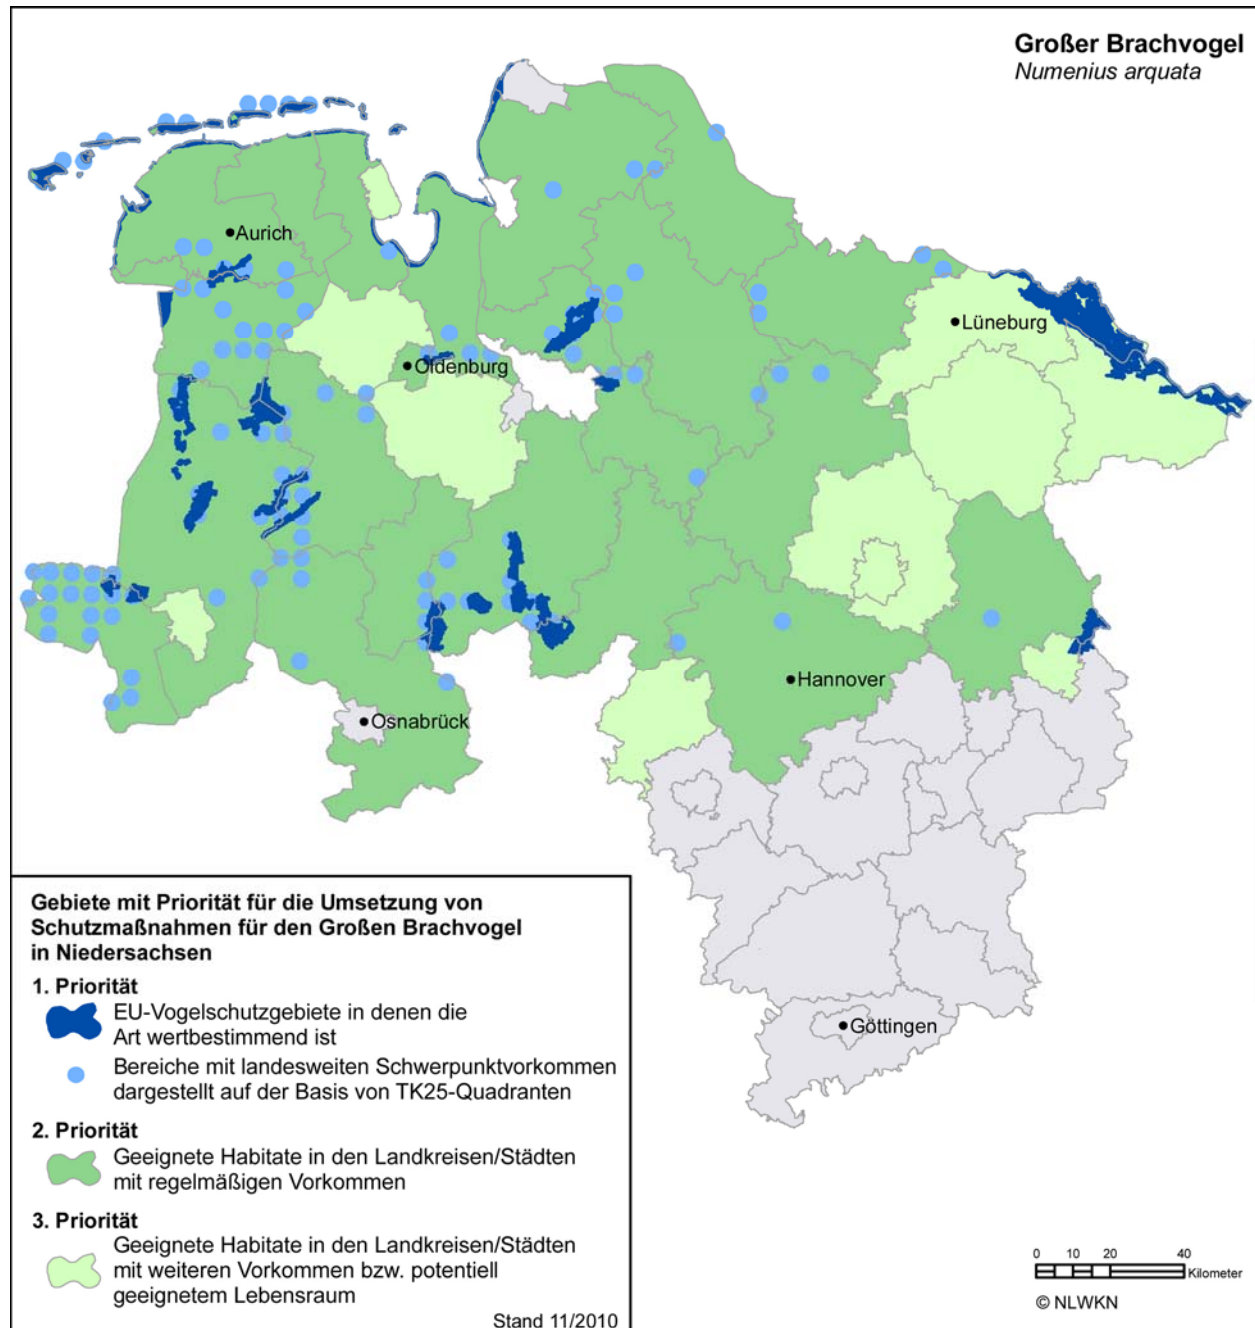 Großer Brachvogel
Numenius arquata
Aurich
Lüneburg
Oldenburg
Hannover
Osnabrück
Göttingen
Gebiete mit Priorität für die Umsetzung von
Schutzmaßnahmen für den Großen Brachvogel
in Niedersachsen
1. Priorität
EU-Vogelschutzgebiete in denen die
Art wertbestimmend ist
Bereiche mit landesweiten Schwerpunktvorkommen
dargestellt auf der Basis von TK25-Quadranten
2. Priorität
Geeignete Habitate in den Landkreisen/Städten
mit regelmäßigen Vorkommen
3. Priorität
Geeignete Habitate in den Landkreisen/Städten
mit weiteren Vorkommen bzw. potentiell
geeignetem Lebensraum
Stand 11/2010
0 10 20 40
Kilometer
© NLWKN